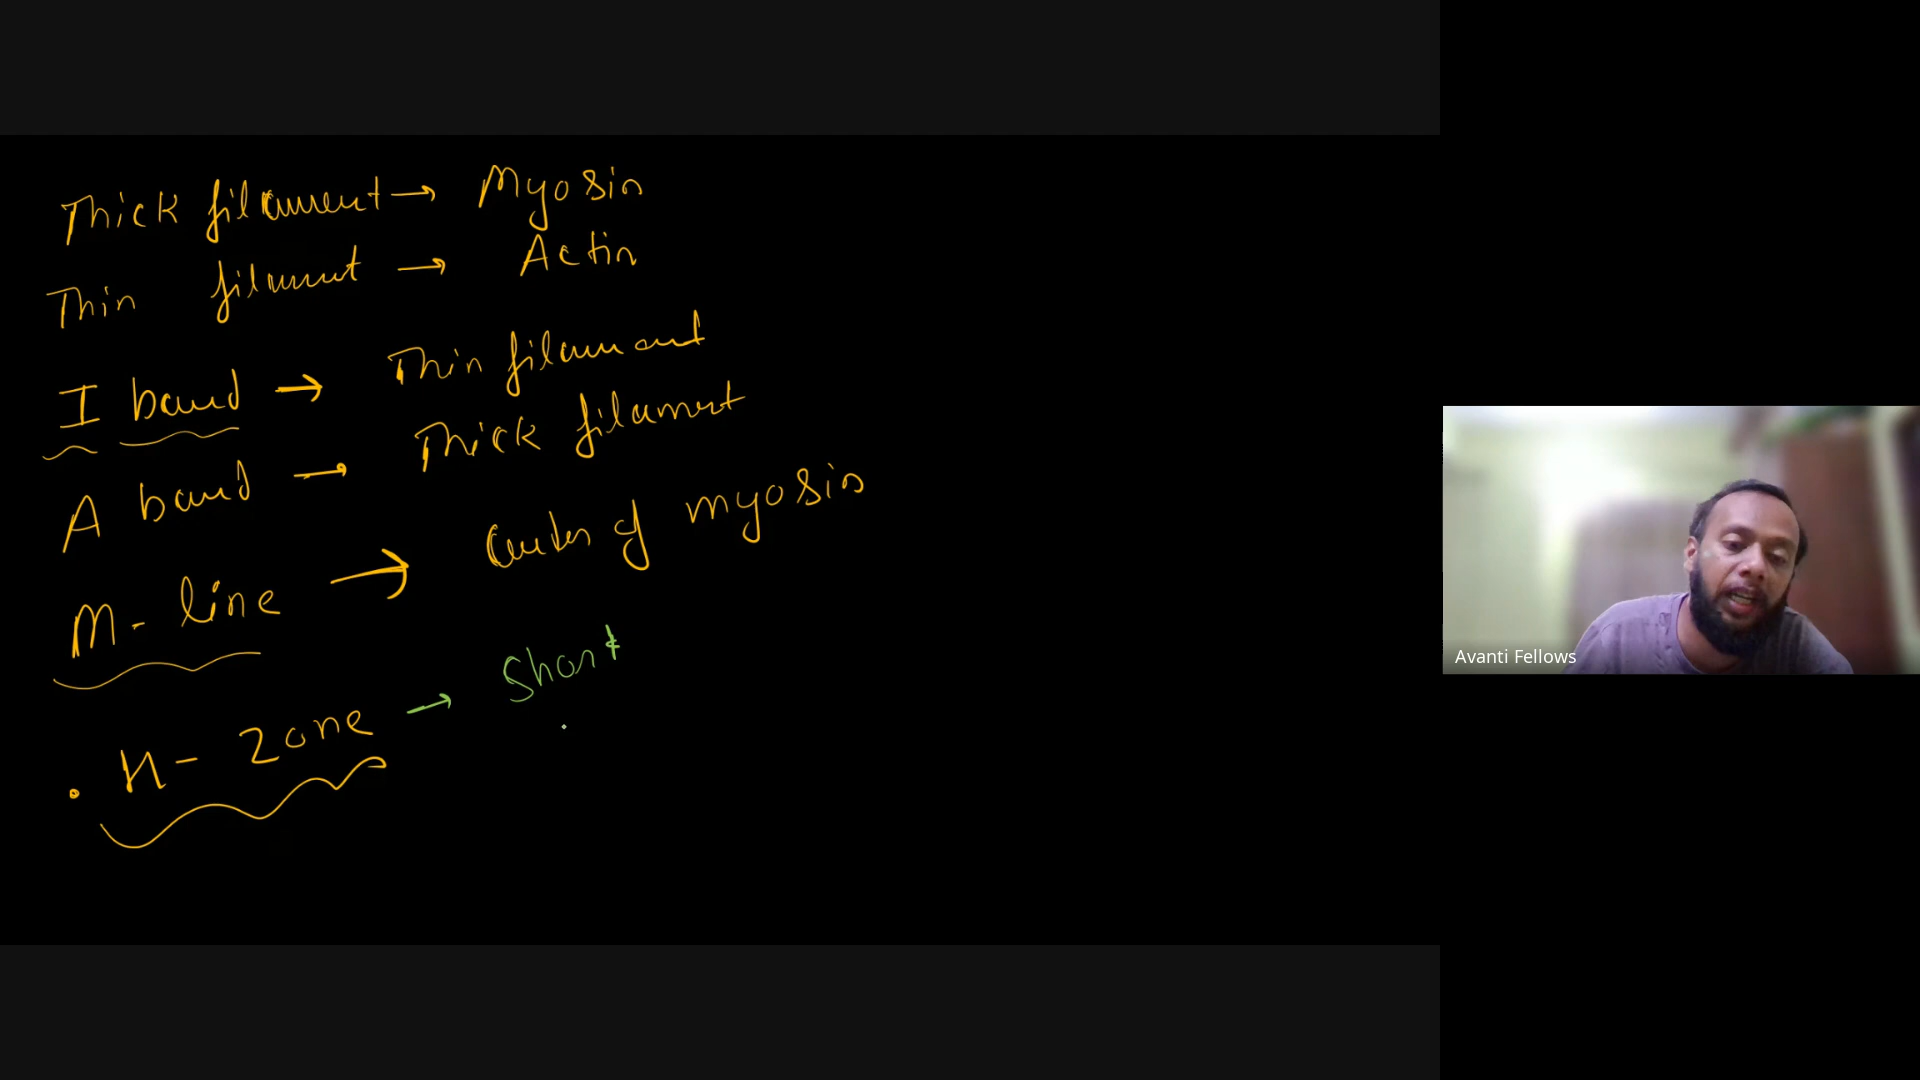 Thick filament → Myosin
Thin filament → Actin
I band → Thin filament
A band → Thick filament
M- line → Center of myosin
. H- Zone → Short
Avanti Fellows